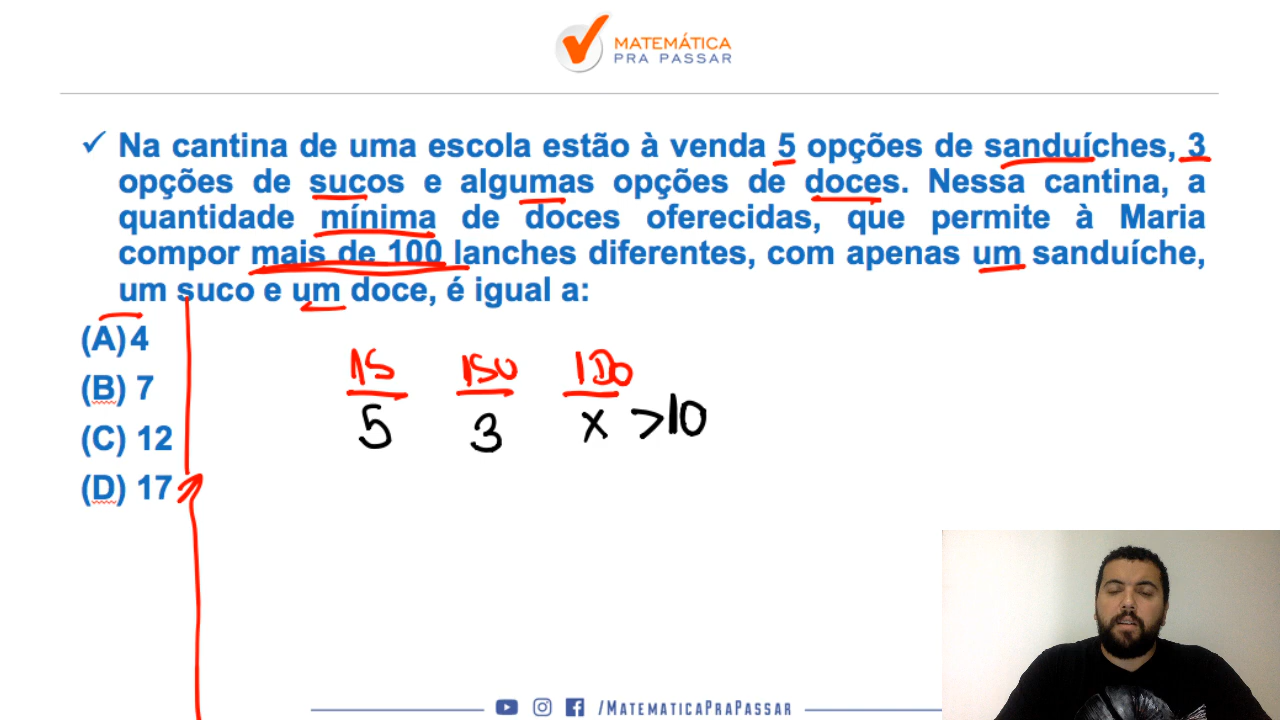 MATEMÁTICA
PRA PASSAR
✓ Na cantina de uma escola estão à venda 5 opções de sanduíches, 3
opções de sucos e algumas opções de doces. Nessa cantina, a
quantidade mínima de doces oferecidas, que permite à Maria
compor mais de 100 lanches diferentes, com apenas um sanduíche,
um suco e um doce, é igual a:
(A) 4
(B) 7
(C) 12
(D) 17
1S 1SU 1Do
5 3 x >10
/MATEMATICAPRAPASSAR